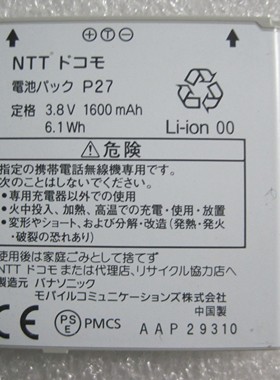 ⊕ Ⓣ ⊖
NTT ドコモ
電池パック P27
定格 3.8V 1600mAh
6.1Wh
Li-ion 00
⚠危険
指定の携帯電話無線機専用です。
次のことをしないでください。
●専用充電器以外での使用
●火中投入、加熱、高温での充電・使用・放置
●変形やショート、および分解・改造(発熱・発火
・破裂の恐れあり)
使用後は家庭ごみとして捨てず
NTT ドコモ または代理店、リサイクル協力店へ
製造元 パナソニック
モバイルコミュニケーションズ株式会社
中国製
PS
E
PMCS
AAP29310